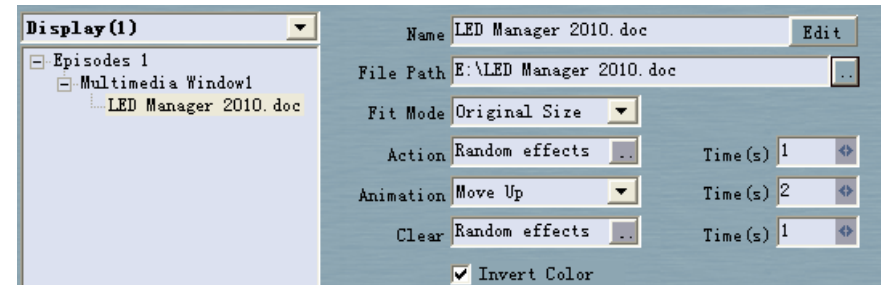 Display(1)
Episodes 1
Multimedia Window1
LED Manager 2010.doc
Name LED Manager 2010.doc Edit
File Path E:\LED Manager 2010.doc ..
Fit Mode Original Size
Action Random effects .. Time(s) 1
Animation Move Up Time(s) 2
Clear Random effects .. Time(s) 1
Invert Color